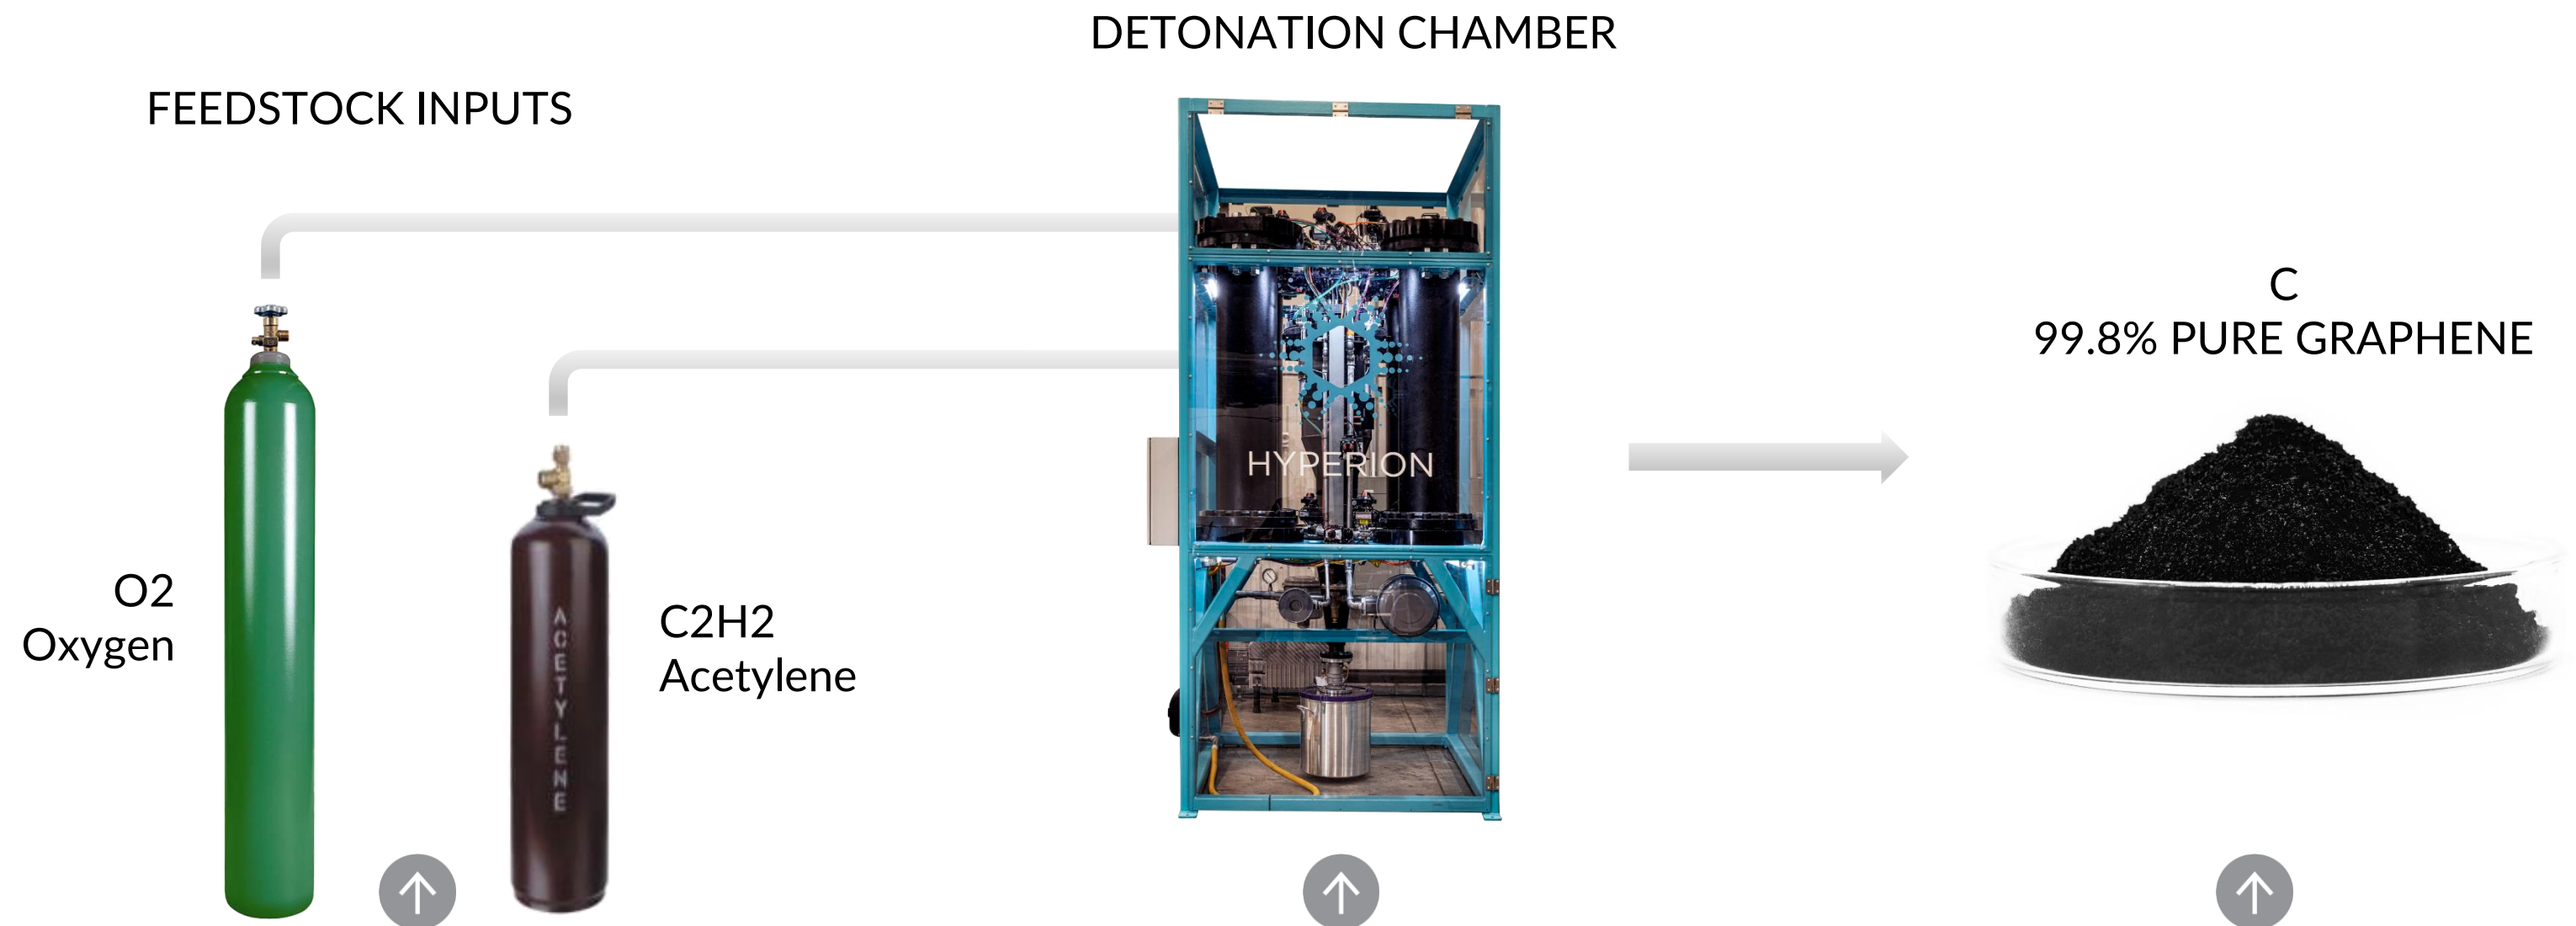 DETONATION CHAMBER
FEEDSTOCK INPUTS
O2
Oxygen
ACETYLENE
C2H2
Acetylene
HYPERION
C
99.8% PURE GRAPHENE